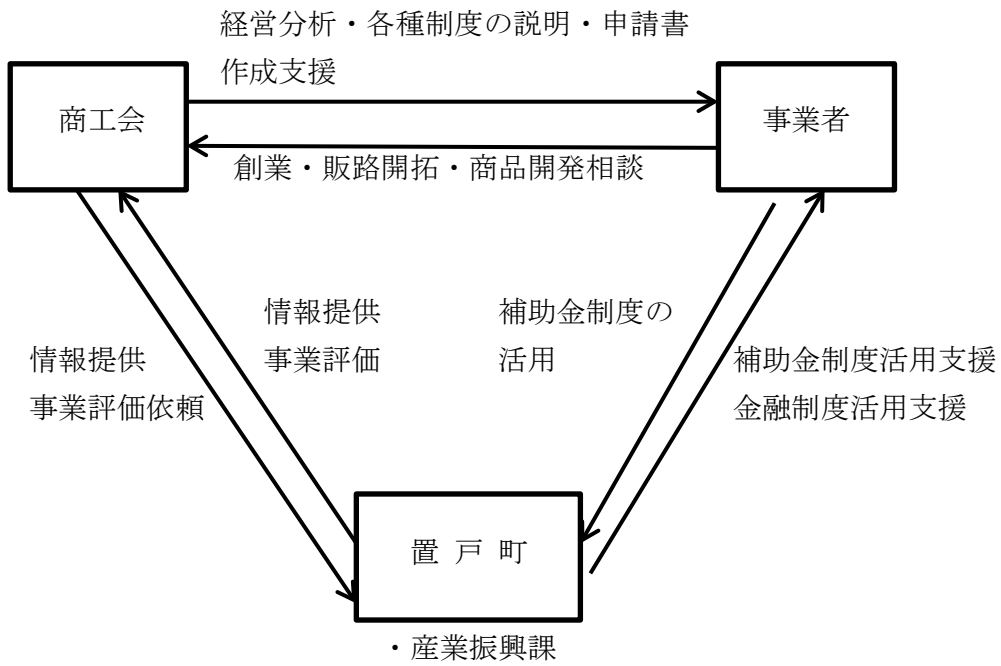 経営分析・各種制度の説明・申請書
作成支援
商工会
事業者
創業・販路開拓・商品開発相談
情報提供
事業評価
補助金制度の
活用
情報提供
事業評価依頼
補助金制度活用支援
金融制度活用支援
置戸町
・産業振興課